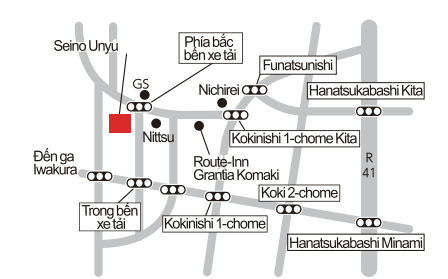 Seino Unyu
Phía bắc
bến xe tải
Funatsunishi
GS
Nichirei
Hanatsukabashi Kita
Nittsu
Kokinishi 1-chome Kita
Đến ga
Iwakura
Route-Inn
Grantia Komaki
R
41
Koki 2-chome
Trong bến
xe tải
Kokinishi 1-chome
Hanatsukabashi Minami